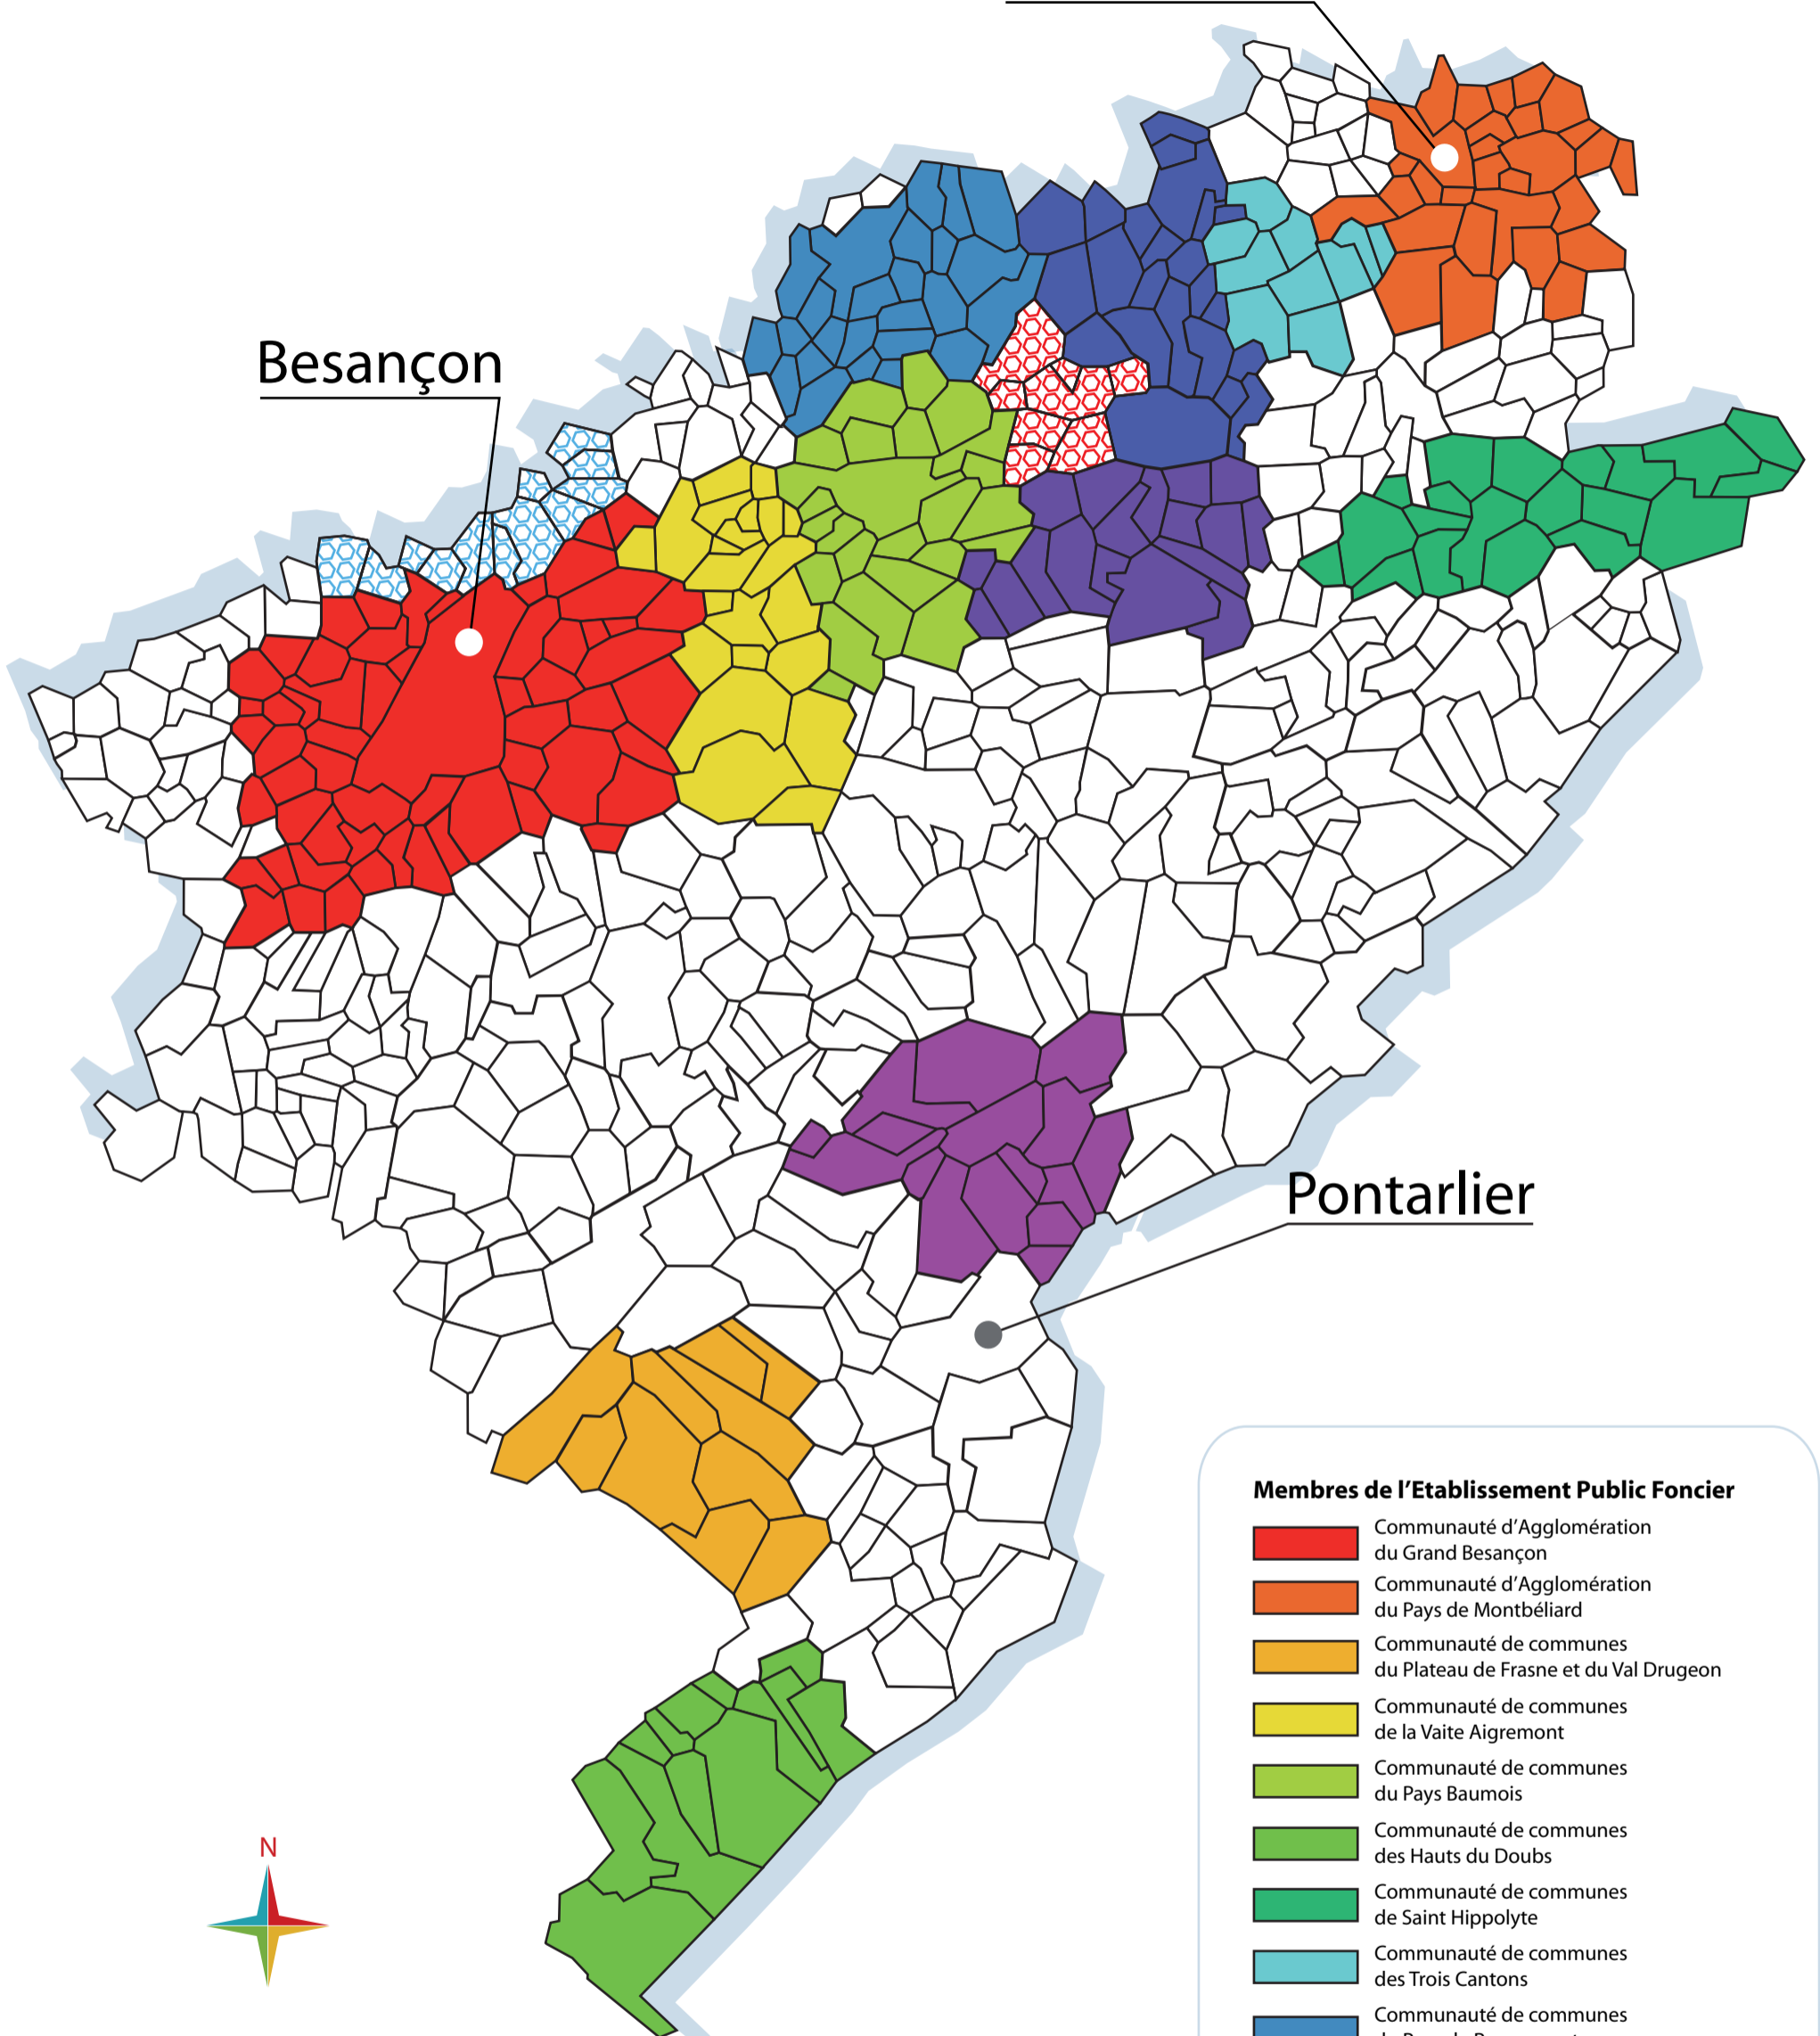 Besançon
Pontarlier
Membres de l'Etablissement Public Foncier
Communauté d'Agglomération
du Grand Besançon
Communauté d'Agglomération
du Pays de Montbéliard
Communauté de communes
du Plateau de Frasne et du Val Drugeon
Communauté de communes
de la Vaite Aigremont
Communauté de communes
du Pays Baumois
Communauté de communes
des Hauts du Doubs
Communauté de communes
de Saint Hippolyte
Communauté de communes
des Trois Cantons
Communauté de communes
N